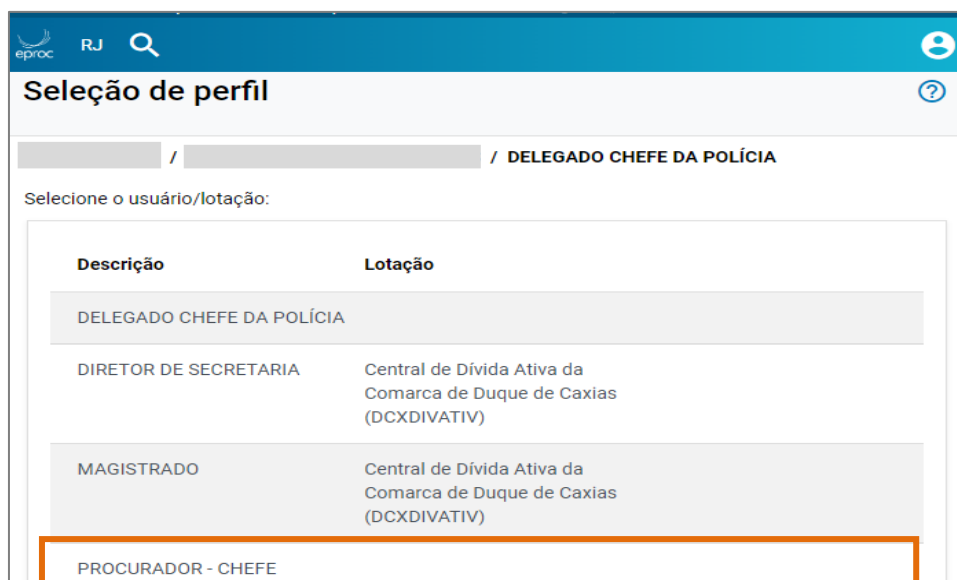 eproc RJ
Seleção de perfil
/ / DELEGADO CHEFE DA POLÍCIA
Selecione o usuário/lotação:
Descrição Lotação
DELEGADO CHEFE DA POLÍCIA
DIRETOR DE SECRETARIA Central de Dívida Ativa da
Comarca de Duque de Caxias
(DCXDIVATIV)
MAGISTRADO Central de Dívida Ativa da
Comarca de Duque de Caxias
(DCXDIVATIV)
PROCURADOR - CHEFE